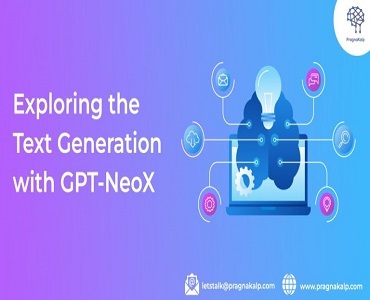 PragnaKalp
Exploring the
Text Generation
with GPT-NeoX
letstalk@pragnakalp.com
www.pragnakalp.com